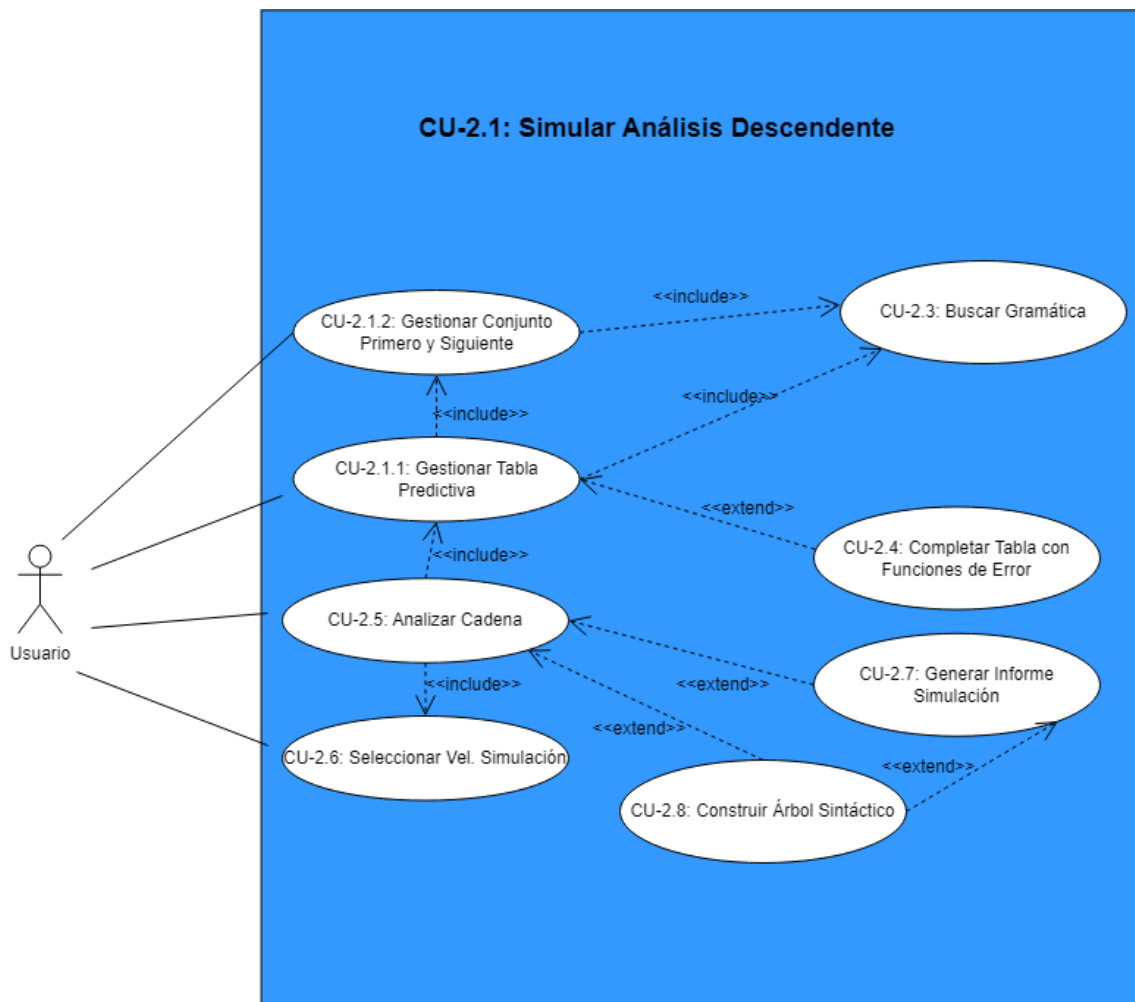 CU-2.1: Simular Análisis Descendente
<<include>>
CU-2.3: Buscar Gramática
CU-2.1.2: Gestionar Conjunto
Primero y Siguiente
<<include>>
<<include>>
CU-2.1.1: Gestionar Tabla
Predictiva
<<extend>>
CU-2.4: Completar Tabla con
Funciones de Error
<<include>>
CU-2.5: Analizar Cadena
Usuario
CU-2.7: Generar Informe
Simulación
<<include>>
<<extend>>
<<extend>>
CU-2.6: Seleccionar Vel. Simulación
<<extend>>
CU-2.8: Construir Árbol Sintáctico